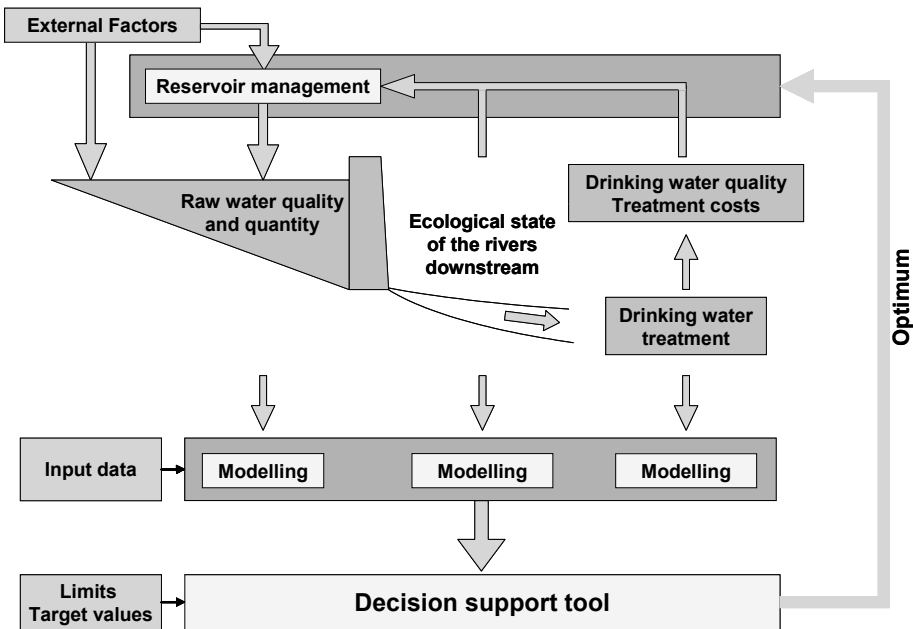 External Factors
Reservoir management
Raw water quality
and quantity
Ecological state
of the rivers
downstream
Drinking water quality
Treatment costs
Drinking water
treatment
Optimum
Input data
Modelling
Modelling
Modelling
Limits
Target values
Decision support tool